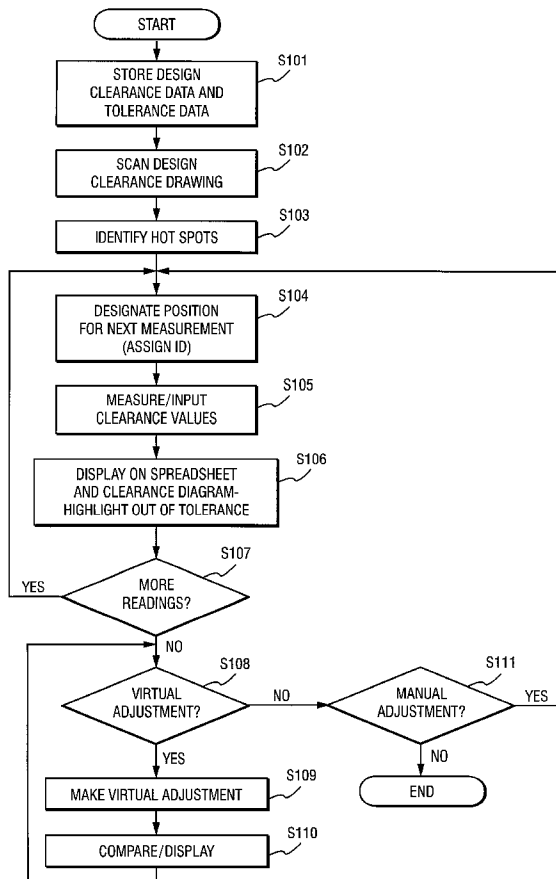 START
STORE DESIGN
CLEARANCE DATA AND
TOLERANCE DATA
S101
SCAN DESIGN
CLEARANCE DRAWING
S102
IDENTIFY HOT SPOTS
S103
DESIGNATE POSITION
FOR NEXT MEASUREMENT
(ASSIGN ID)
S104
MEASURE/INPUT
CLEARANCE VALUES
S105
DISPLAY ON SPREADSHEET
AND CLEARANCE DIAGRAM-
HIGHLIGHT OUT OF TOLERANCE
S106
MORE
READINGS?
S107
YES
NO
VIRTUAL
ADJUSTMENT?
S108
NO
YES
MANUAL
ADJUSTMENT?
S111
YES
NO
END
MAKE VIRTUAL ADJUSTMENT
S109
COMPARE/DISPLAY
S110